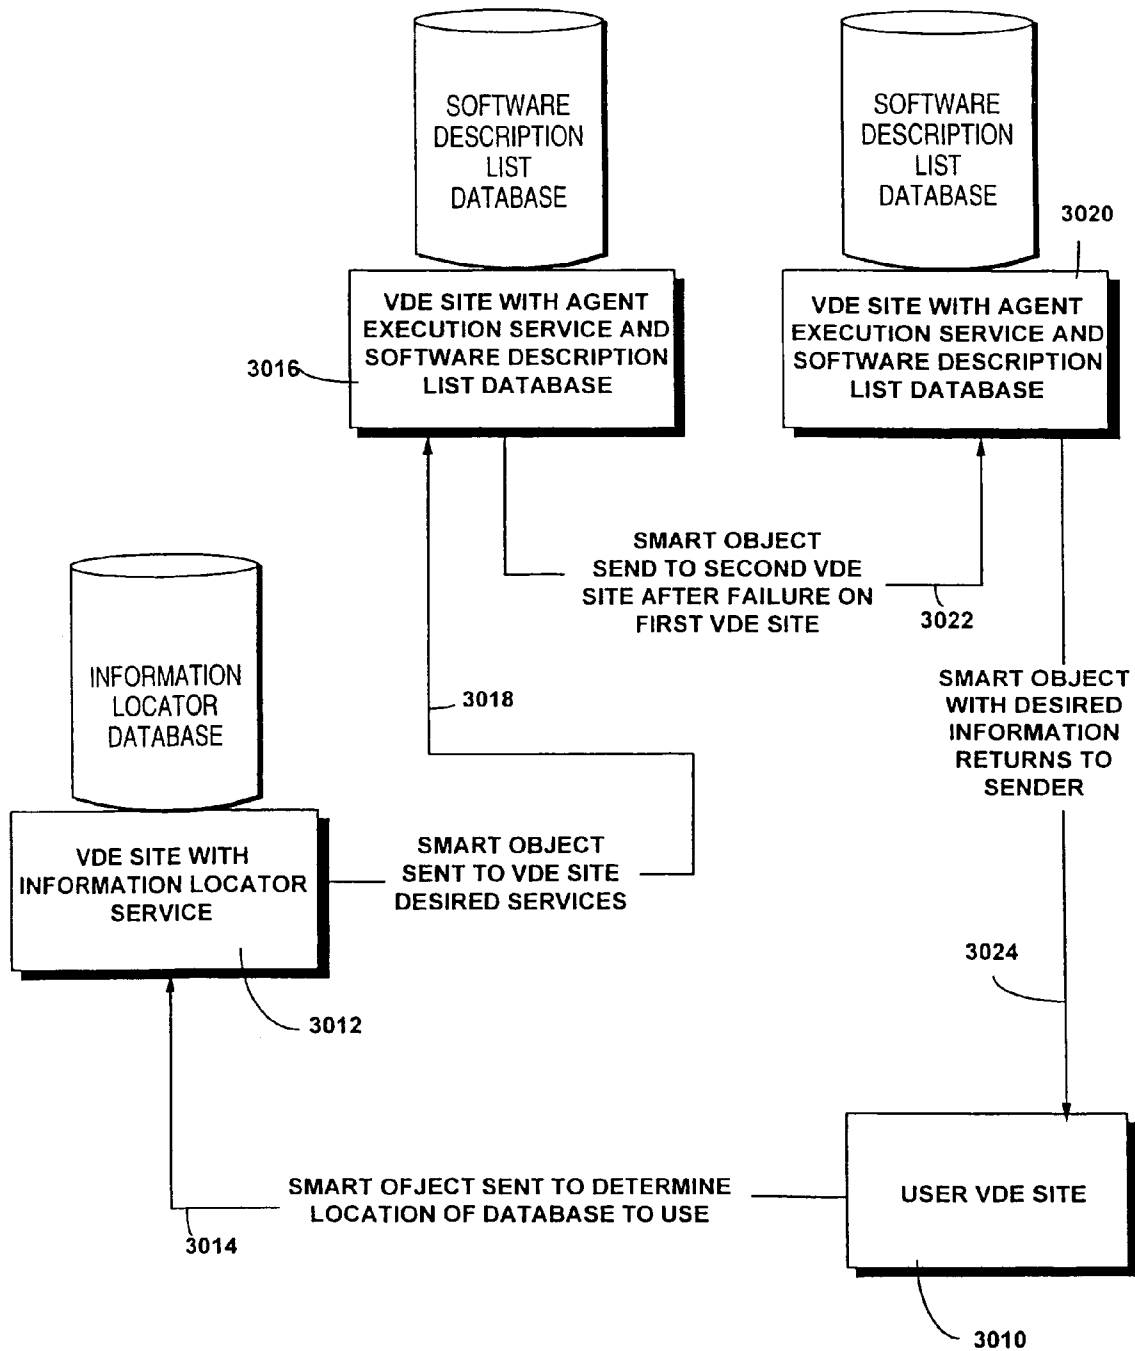 SOFTWARE
DESCRIPTION
LIST
DATABASE
SOFTWARE
DESCRIPTION
LIST
DATABASE
3020
VDE SITE WITH AGENT
EXECUTION SERVICE AND
SOFTWARE DESCRIPTION
LIST DATABASE
3016
VDE SITE WITH AGENT
EXECUTION SERVICE AND
SOFTWARE DESCRIPTION
LIST DATABASE
SMART OBJECT
SEND TO SECOND VDE
SITE AFTER FAILURE ON
FIRST VDE SITE
3022
INFORMATION
LOCATOR
DATABASE
3018
SMART OBJECT
WITH DESIRED
INFORMATION
RETURNS TO
SENDER
VDE SITE WITH
INFORMATION LOCATOR
SERVICE
SMART OBJECT
SENT TO VDE SITE
DESIRED SERVICES
3024
3012
SMART OFJECT SENT TO DETERMINE
LOCATION OF DATABASE TO USE
USER VDE SITE
3014
3010